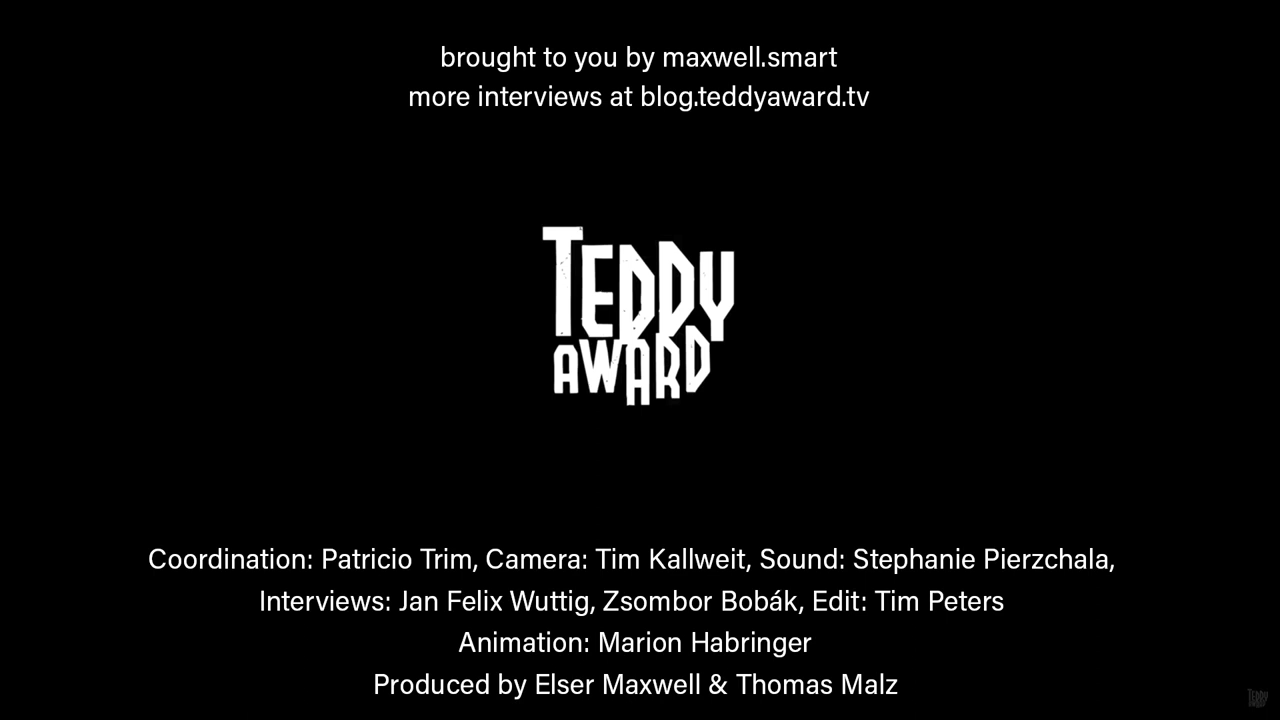 brought to you by maxwell.smart
more interviews at blog.teddyaward.tv
TEDDY
AWARD
Coordination: Patricio Trim, Camera: Tim Kallweit, Sound: Stephanie Pierzchala,
Interviews: Jan Felix Wuttig, Zsombor Bobák, Edit: Tim Peters
Animation: Marion Habringer
Produced by Elser Maxwell & Thomas Malz
TEDDY
AWARD